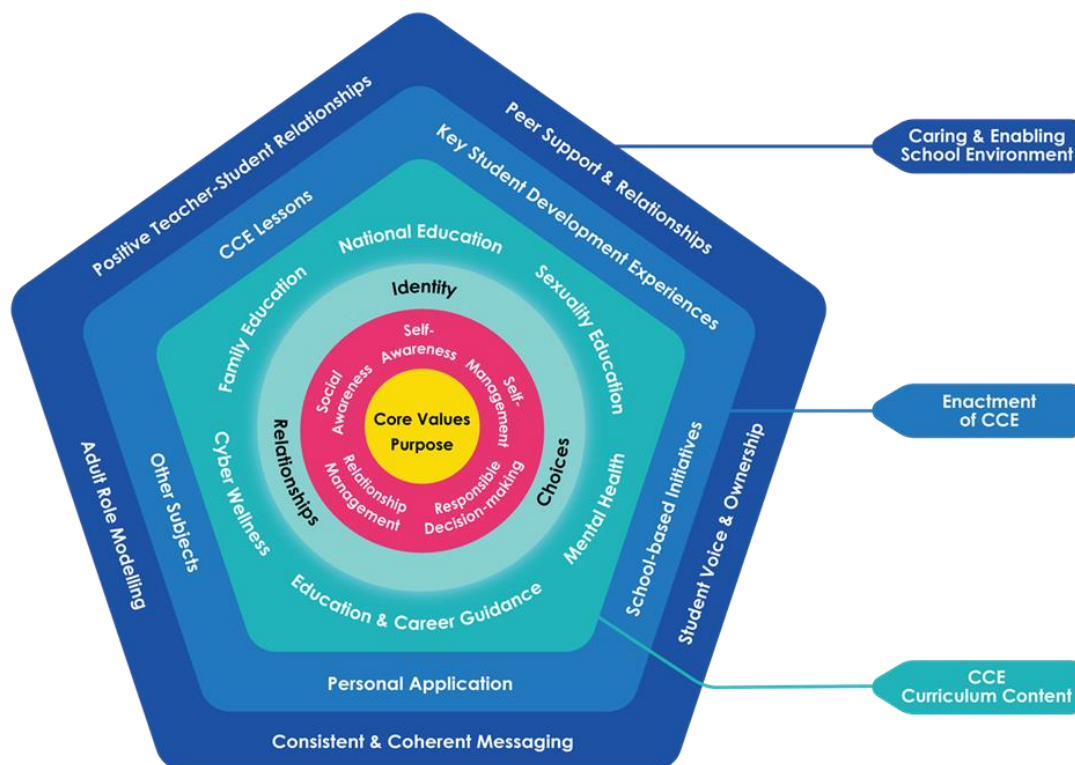 Positive Teacher-Student Relationships
Peer Support & Relationships
Caring & Enabling
School Environment
CCE Lessons
Key Student Development Experiences
National Education
Family Education
Sexuality Education
Identity
Self-
Awareness
Social
Awareness
Self-
Management
Core Values
Purpose
Relationships
Choices
Relationship
Management
Responsible
Decision-making
Enactment
of CCE
Adult Role Modelling
Other Subjects
Cyber Wellness
Mental Health
School-based Initiatives
Student Voice & Ownership
Education & Career Guidance
CCE
Curriculum Content
Personal Application
Consistent & Coherent Messaging